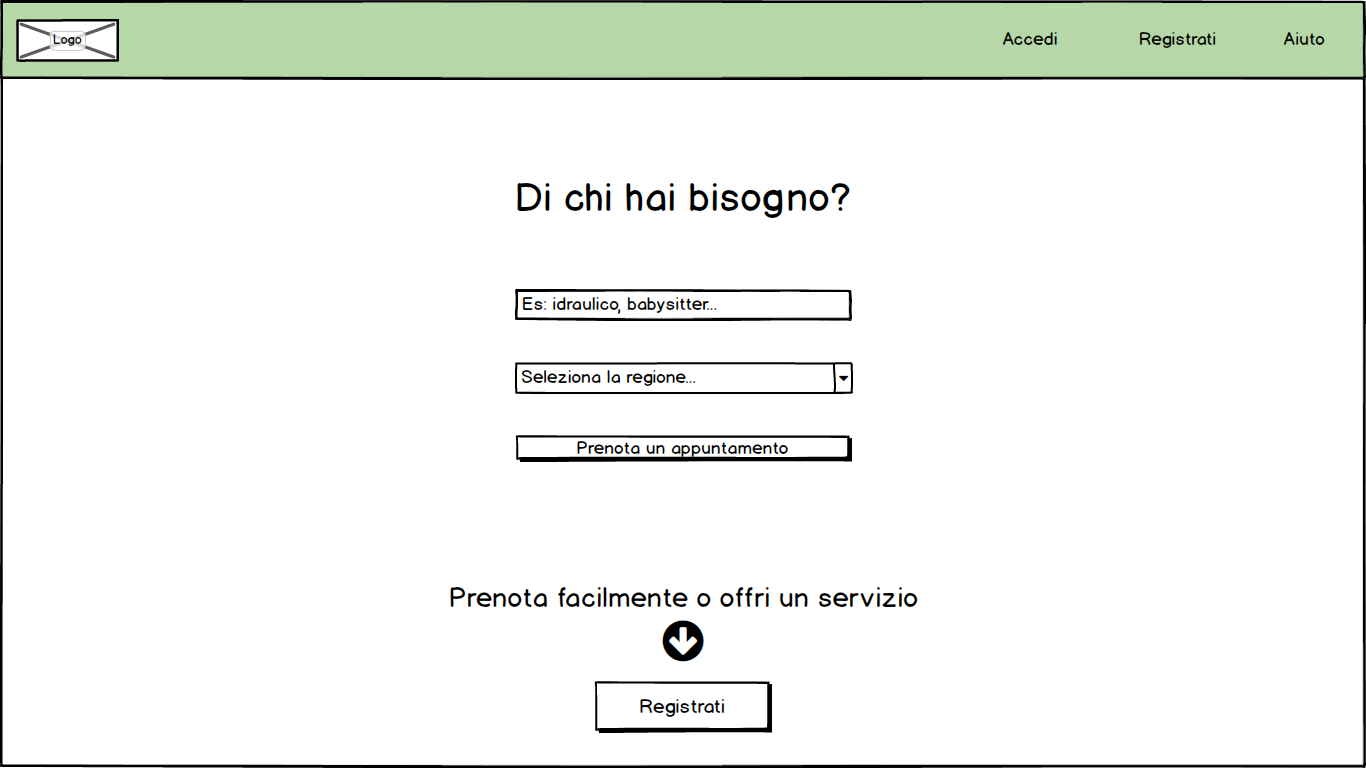 Logo
Accedi
Registrati
Aiuto
Di chi hai bisogno?
Es: idraulico, babysitter...
Seleziona la regione...
Prenota un appuntamento
Prenota facilmente o offri un servizio
Registrati